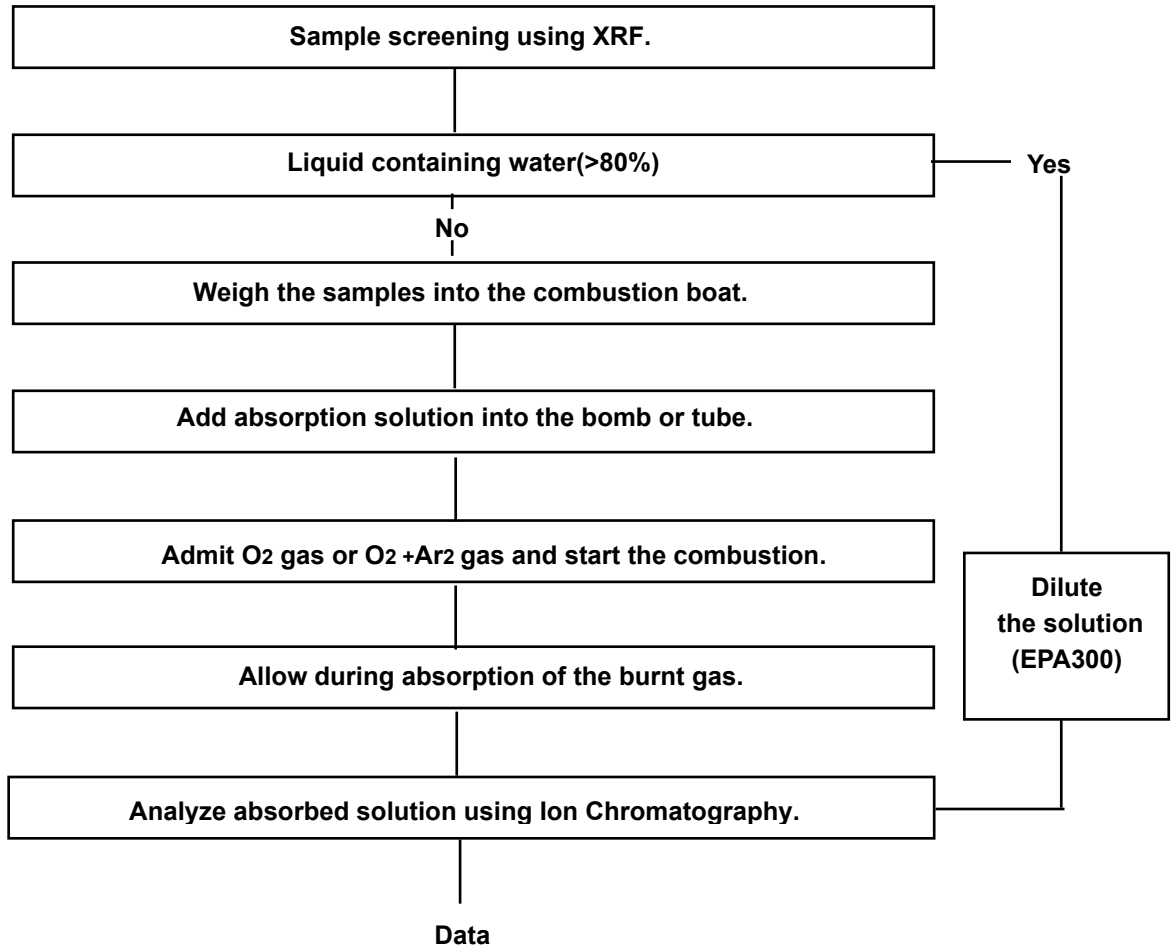 Sample screening using XRF.
Liquid containing water(>80%)
Yes
No
Weigh the samples into the combustion boat.
Add absorption solution into the bomb or tube.
Admit O2 gas or O2 +Ar2 gas and start the combustion.
Dilute
the solution
(EPA300)
Allow during absorption of the burnt gas.
Analyze absorbed solution using Ion Chromatography.
Data